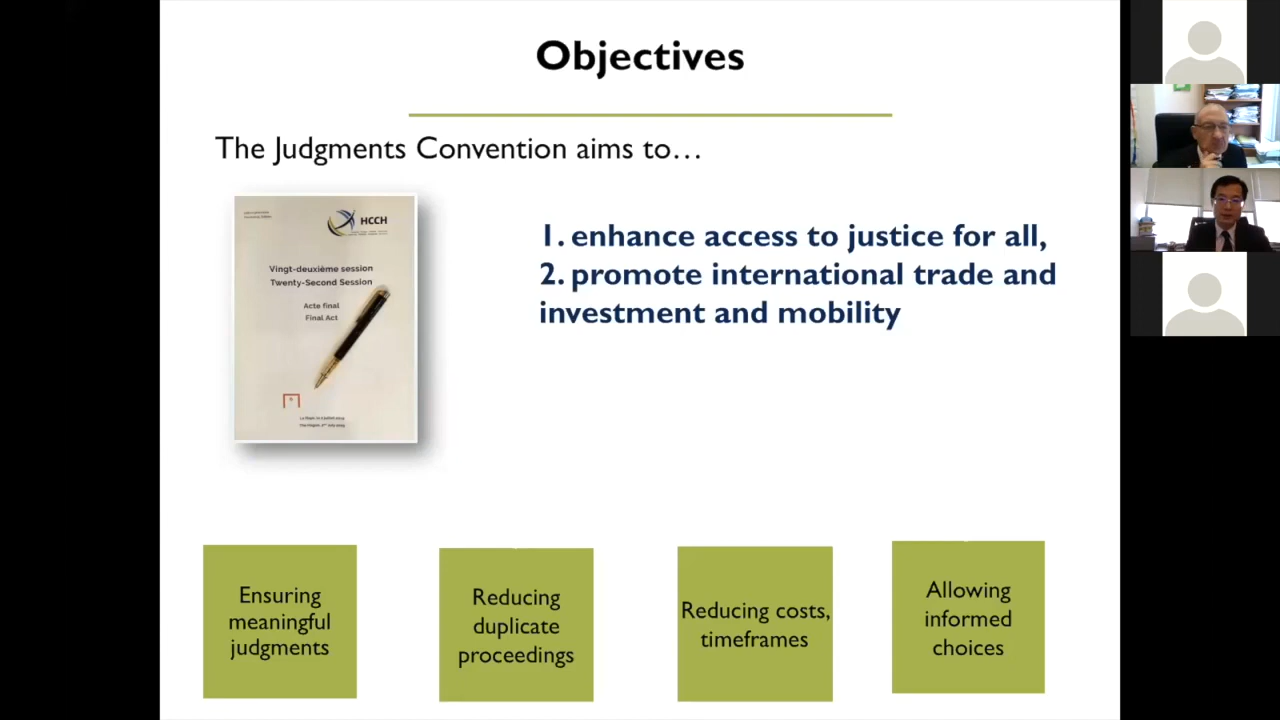 Objectives
The Judgments Convention aims to…
HCCH
Vingt-deuxième session
Twenty-Second Session
Acte final
Final Act
1. enhance access to justice for all,
2. promote international trade and
investment and mobility
Ensuring
meaningful
judgments
Reducing
duplicate
proceedings
Reducing costs,
timeframes
Allowing
informed
choices